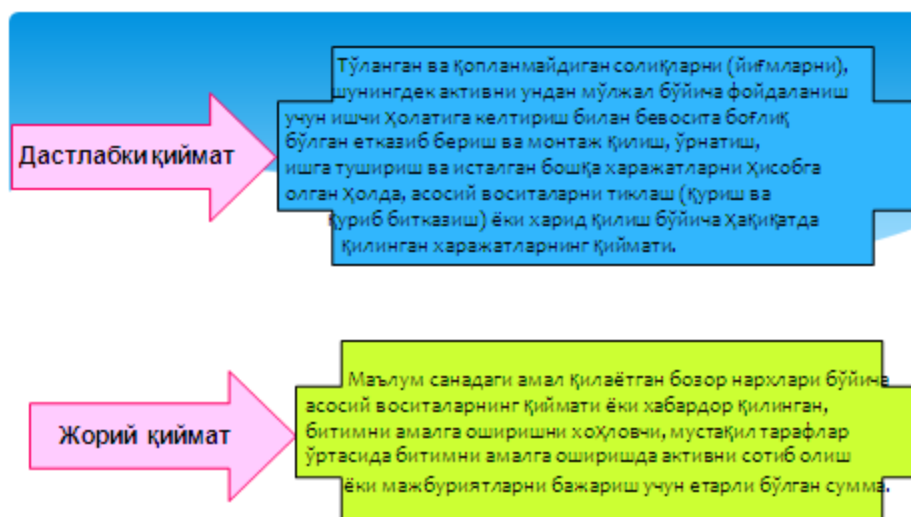 Дастлабки қиймат
Тўланган ва қопланмайдиган солиқларни (йиғмларни),
шунингдек активни ундан мўлжал бўйича фойдаланиш
учун ишчи ҳолатига келтириш билан бевосита боғлиқ
бўлган етказиб бериш ва монтаж қилиш, ўрнатиш,
ишга тушириш ва исталган бошқа харажатларни ҳисобга
олган ҳолда, асосий воситаларни тиклаш (қуриш ва
қуриб битказиш) ёки харид қилиш бўйича ҳақиқатда
қилинган харажатларнинг қиймати.
Жорий қиймат
Маълум санадаги амал қилаётган бозор нархлари бўйича
асосий воситаларнинг қиймати ёки хабардор қилинган,
битимни амалга оширишни хоҳловчи, мустақил тарафлар
ўртасида битимни амалга оширишда активни сотиб олиш
ёки мажбуриятларни бажариш учун етарли бўлган сумма.